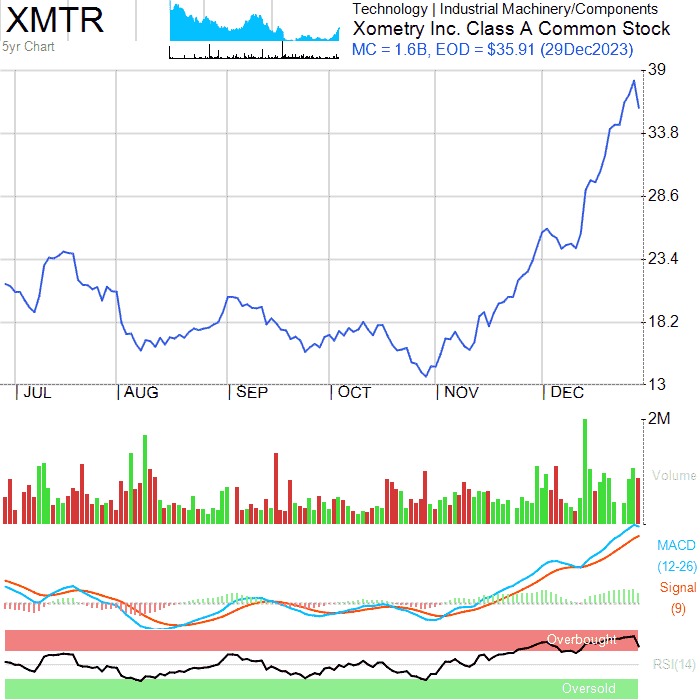 XMTR
5yr Chart
Technology | Industrial Machinery/Components
Xometry Inc. Class A Common Stock
MC = 1.6B, EOD = $35.91 (29Dec2023)
39
33.8
28.6
23.4
18.2
13
JUL AUG SEP OCT NOV DEC
2M
Volume
MACD
(12-26)
Signal
(9)
Overbought
RSI(14)
Oversold